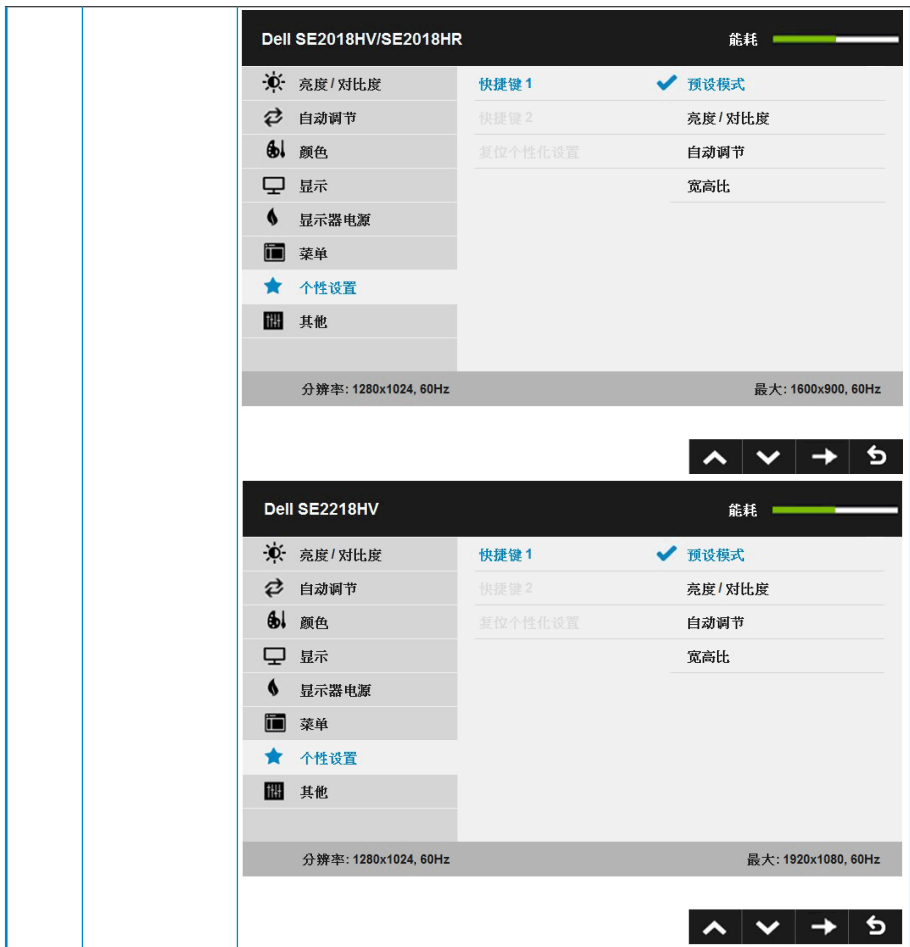 Dell SE2018HV/SE2018HR 能耗
亮度 / 对比度 快捷键 1 预设模式
自动调节 快捷键 2 亮度 / 对比度
颜色 复位个性化设置 自动调节
显示 宽高比
显示器电源
菜单
个性设置
其他
分辨率: 1280x1024, 60Hz 最大: 1600x900, 60Hz
Dell SE2218HV 能耗
亮度 / 对比度 快捷键 1 预设模式
自动调节 快捷键 2 亮度 / 对比度
颜色 复位个性化设置 自动调节
显示 宽高比
显示器电源
菜单
个性设置
其他
分辨率: 1280x1024, 60Hz 最大: 1920x1080, 60Hz